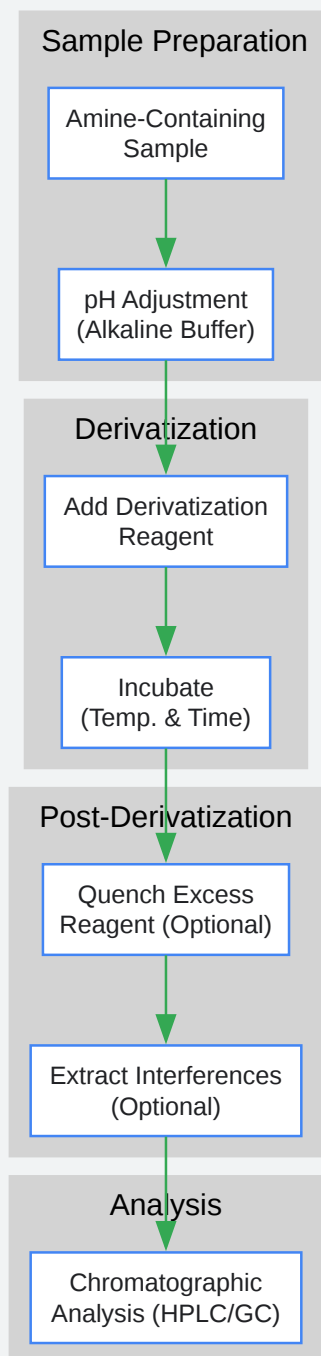 Sample Preparation
Amine-Containing
Sample
pH Adjustment
(Alkaline Buffer)
Derivatization
Add Derivatization
Reagent
Incubate
(Temp. & Time)
Post-Derivatization
Quench Excess
Reagent (Optional)
Extract Interferences
(Optional)
Analysis
Chromatographic
Analysis (HPLC/GC)